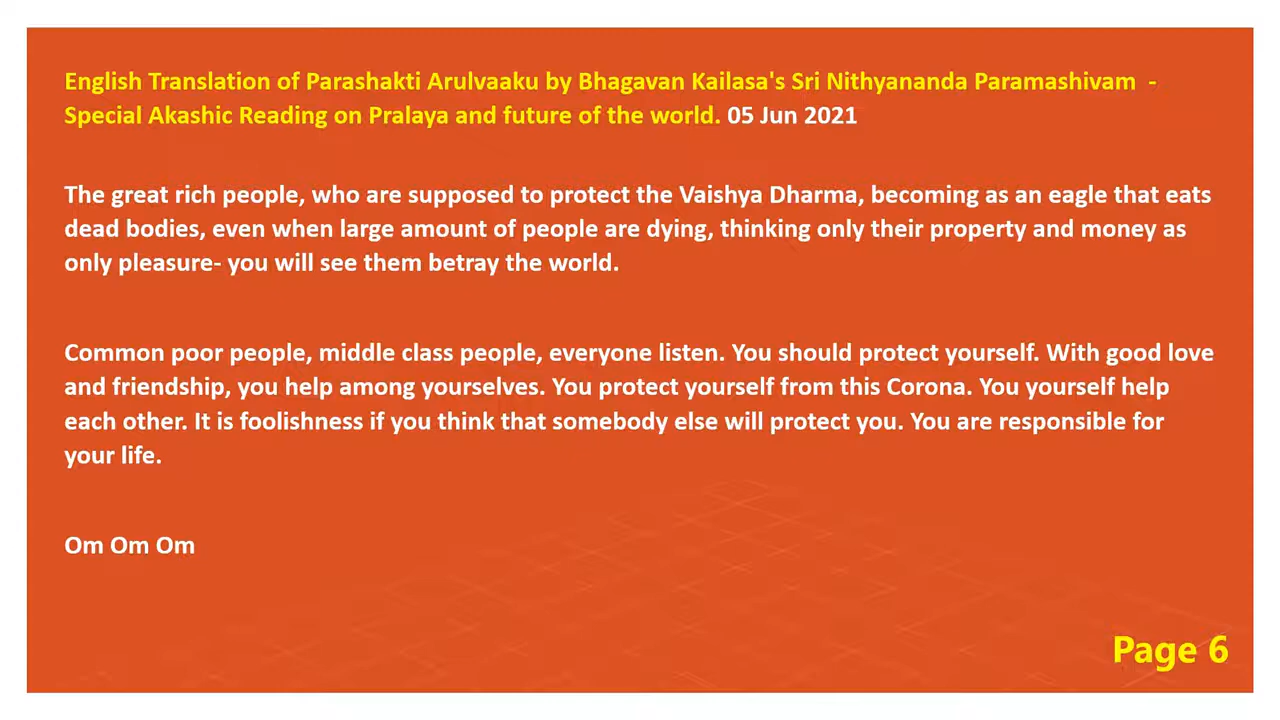 English Translation of Parashakti Arulvaaku by Bhagavan Kailasa's Sri Nithyananda Paramashivam -
Special Akashic Reading on Pralaya and future of the world. 05 Jun 2021
The great rich people, who are supposed to protect the Vaishya Dharma, becoming as an eagle that eats
dead bodies, even when large amount of people are dying, thinking only their property and money as
only pleasure- you will see them betray the world.
Common poor people, middle class people, everyone listen. You should protect yourself. With good love
and friendship, you help among yourselves. You protect yourself from this Corona. You yourself help
each other. It is foolishness if you think that somebody else will protect you. You are responsible for
your life.
Om Om Om
Page 6